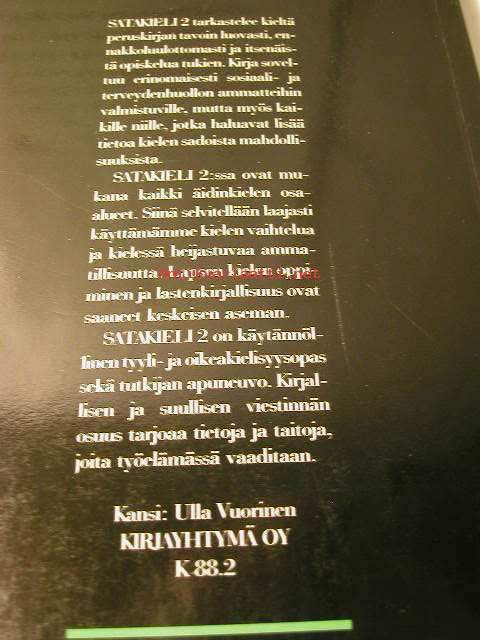 SATAKIELI 2 tarkastelee kieltä
peruskirjan tavoin luovasti, en-
nakkoluulottomasti ja itsenäis-
tä opiskelua tukien. Kirja sovel-
tuu erinomaisesti sosiaali- ja
terveydenhuollon ammatteihin
valmistuville, mutta myös kai-
kille niille, jotka haluavat lisää
tietoa kielen sadoista mahdolli-
suuksista.
SATAKIELI 2:ssa ovat mu-
kana kaikki äidinkielen osa-
alueet. Siinä selvitellään laajasti
käyttämämme kielen vaihtelua
ja kielessä heijastuvaa amma-
tillisuutta. Lapsen kielen oppi-
minen ja lastenkirjallisuus ovat
saaneet keskeisen aseman.
SATAKIELI 2 on käytännöl-
linen tyyli- ja oikeakielisyysopas
sekä tutkijan apuneuvo. Kirjal-
lisen ja suullisen viestinnän
osuus tarjoaa tietoja ja taitoja,
joita työelämässä vaaditaan.
Kansi: Ulla Vuorinen
KIRJAYHTYMÄ OY
K 88.2